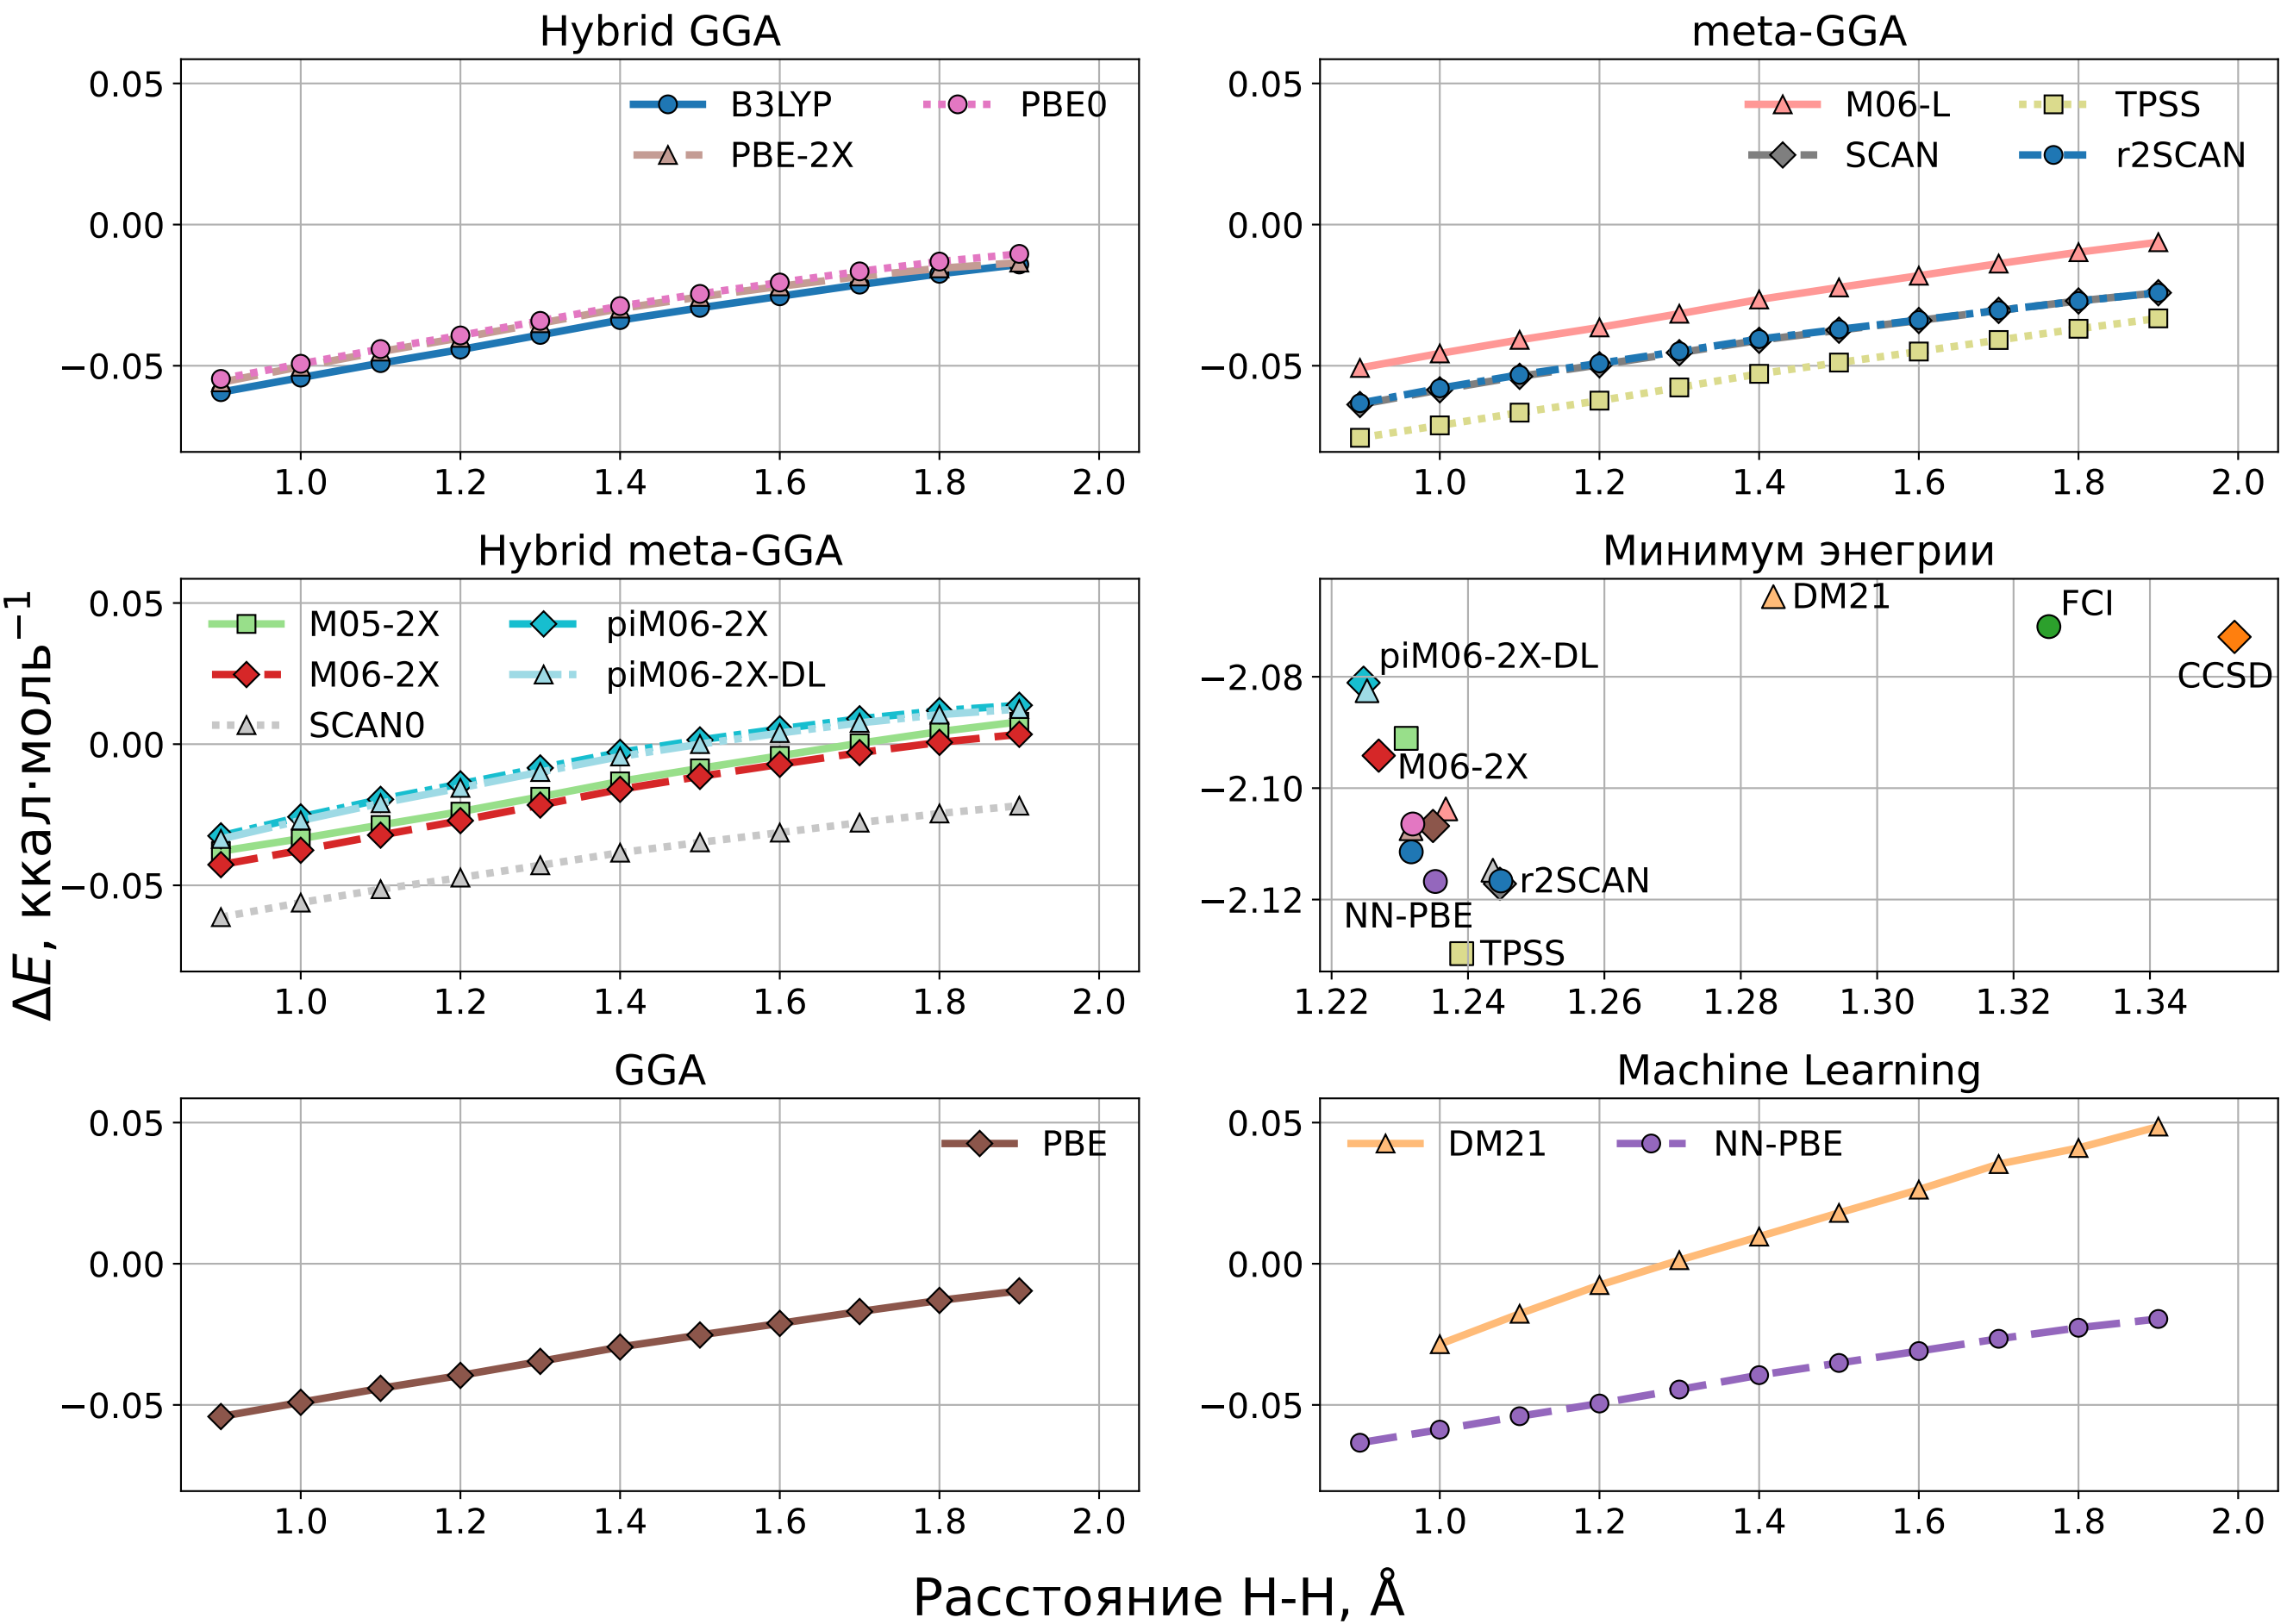 Hybrid GGA
0.05
0.00
−0.05
B3LYP
PBE-2X
PBE0
1.0 1.2 1.4 1.6 1.8 2.0
meta-GGA
0.05
0.00
−0.05
M06-L
SCAN
TPSS
r2SCAN
1.0 1.2 1.4 1.6 1.8 2.0
ΔE, ккал·моль⁻¹
Hybrid meta-GGA
0.05
0.00
−0.05
M05-2X
M06-2X
SCAN0
piM06-2X
piM06-2X-DL
1.0 1.2 1.4 1.6 1.8 2.0
Минимум энегрии
−2.08
−2.10
−2.12
DM21
FCI
piM06-2X-DL
CCSD
M06-2X
r2SCAN
NN-PBE
TPSS
1.22 1.24 1.26 1.28 1.30 1.32 1.34
GGA
0.05
0.00
−0.05
PBE
1.0 1.2 1.4 1.6 1.8 2.0
Machine Learning
0.05
0.00
−0.05
DM21
NN-PBE
1.0 1.2 1.4 1.6 1.8 2.0
Расстояние H-H, Å